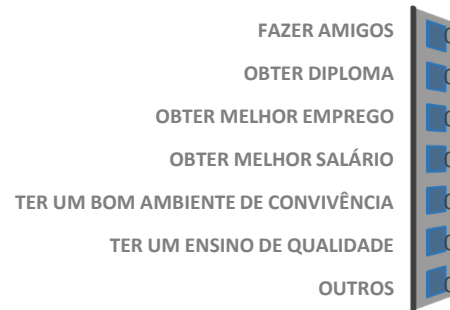 FAZER AMIGOS
OBTER DIPLOMA
OBTER MELHOR EMPREGO
OBTER MELHOR SALÁRIO
TER UM BOM AMBIENTE DE CONVIVÊNCIA
TER UM ENSINO DE QUALIDADE
OUTROS